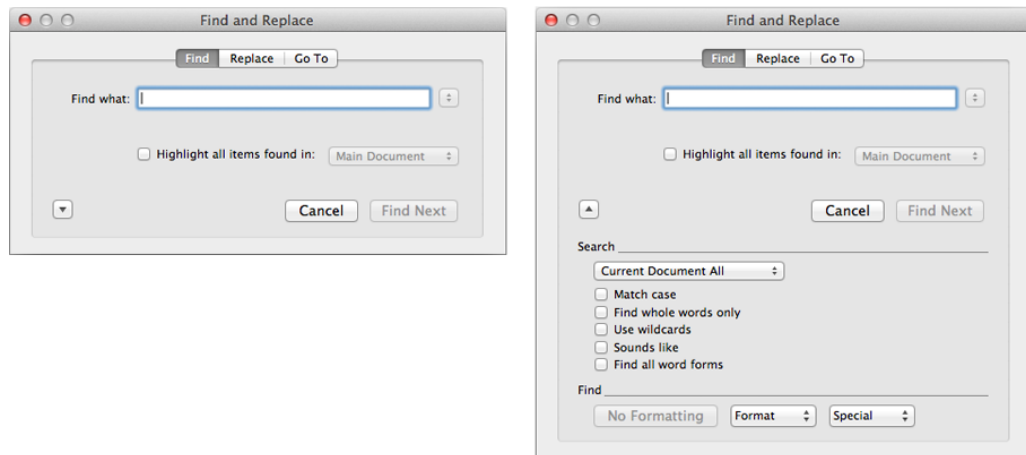 Find and Replace
Find Replace Go To
Find what:
Highlight all items found in: Main Document
Cancel Find Next
Find and Replace
Find Replace Go To
Find what:
Highlight all items found in: Main Document
Cancel Find Next
Search
Current Document All
Match case
Find whole words only
Use wildcards
Sounds like
Find all word forms
Find
No Formatting Format Special